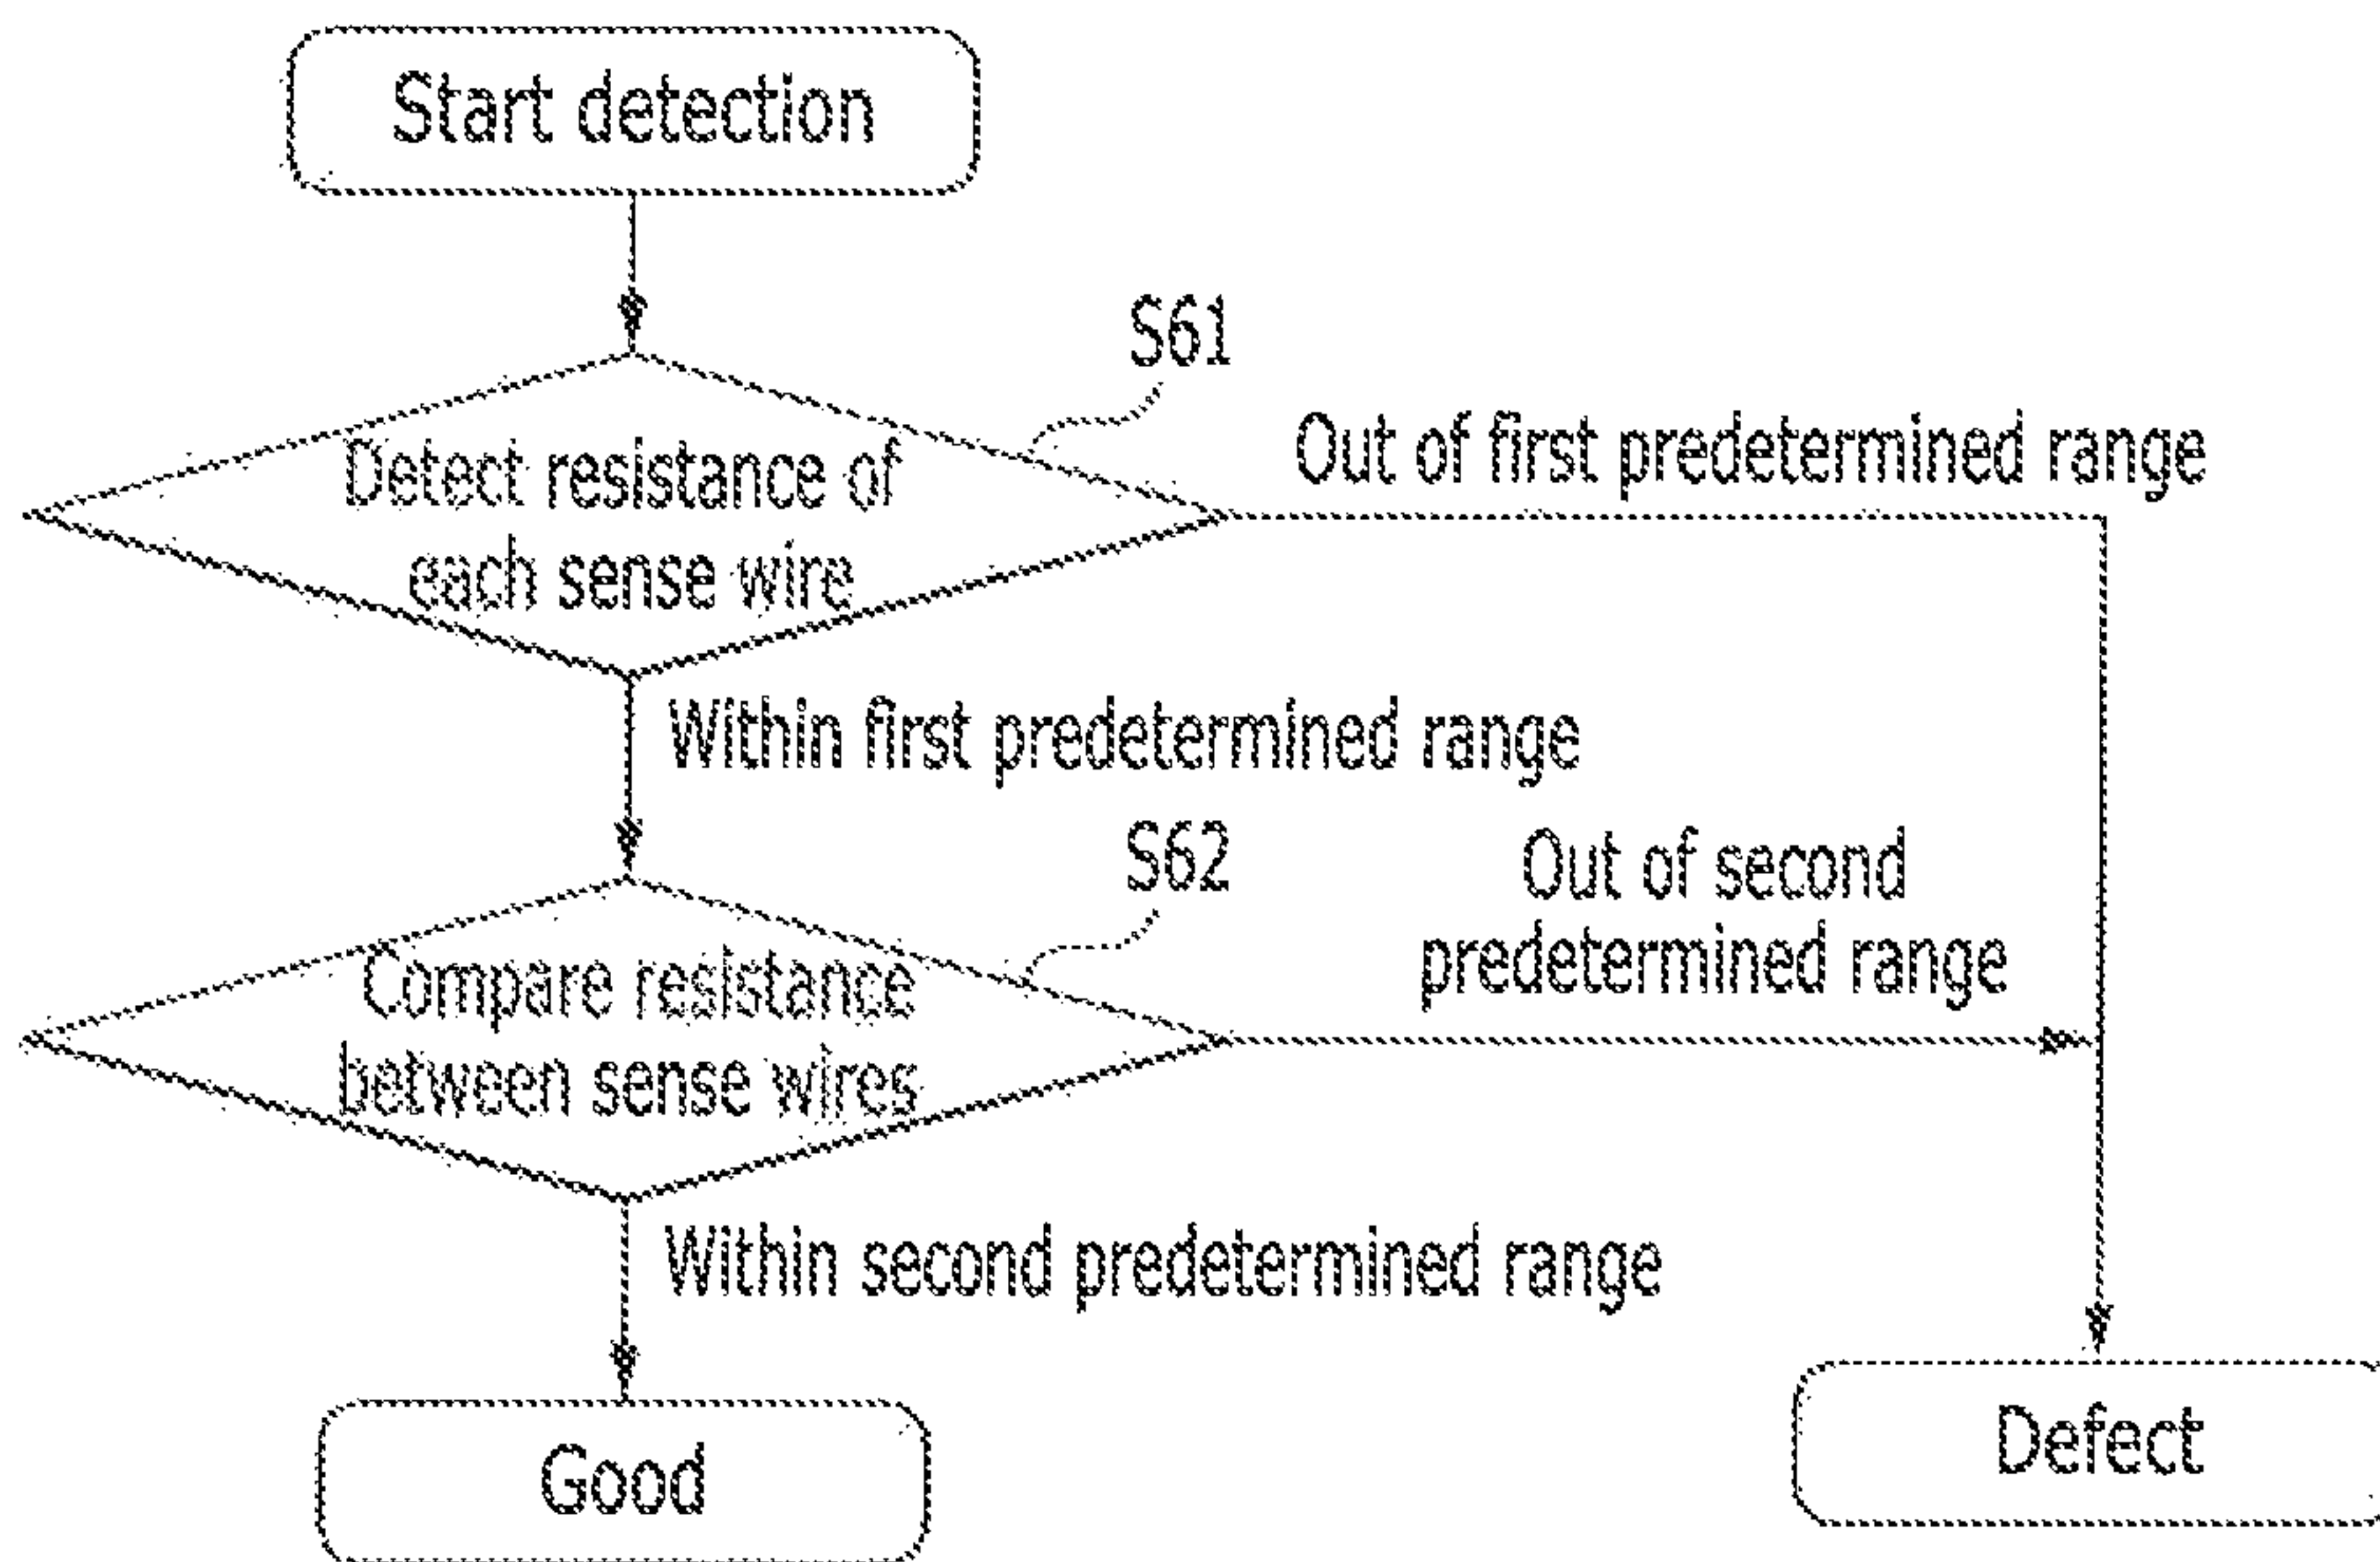 Start detection
S61
Out of first predetermined range
Detect resistance of
each sense wire
Within first predetermined range
S62
Out of second
predetermined range
Compare resistance
between sense wires
Within second predetermined range
Defect
Good